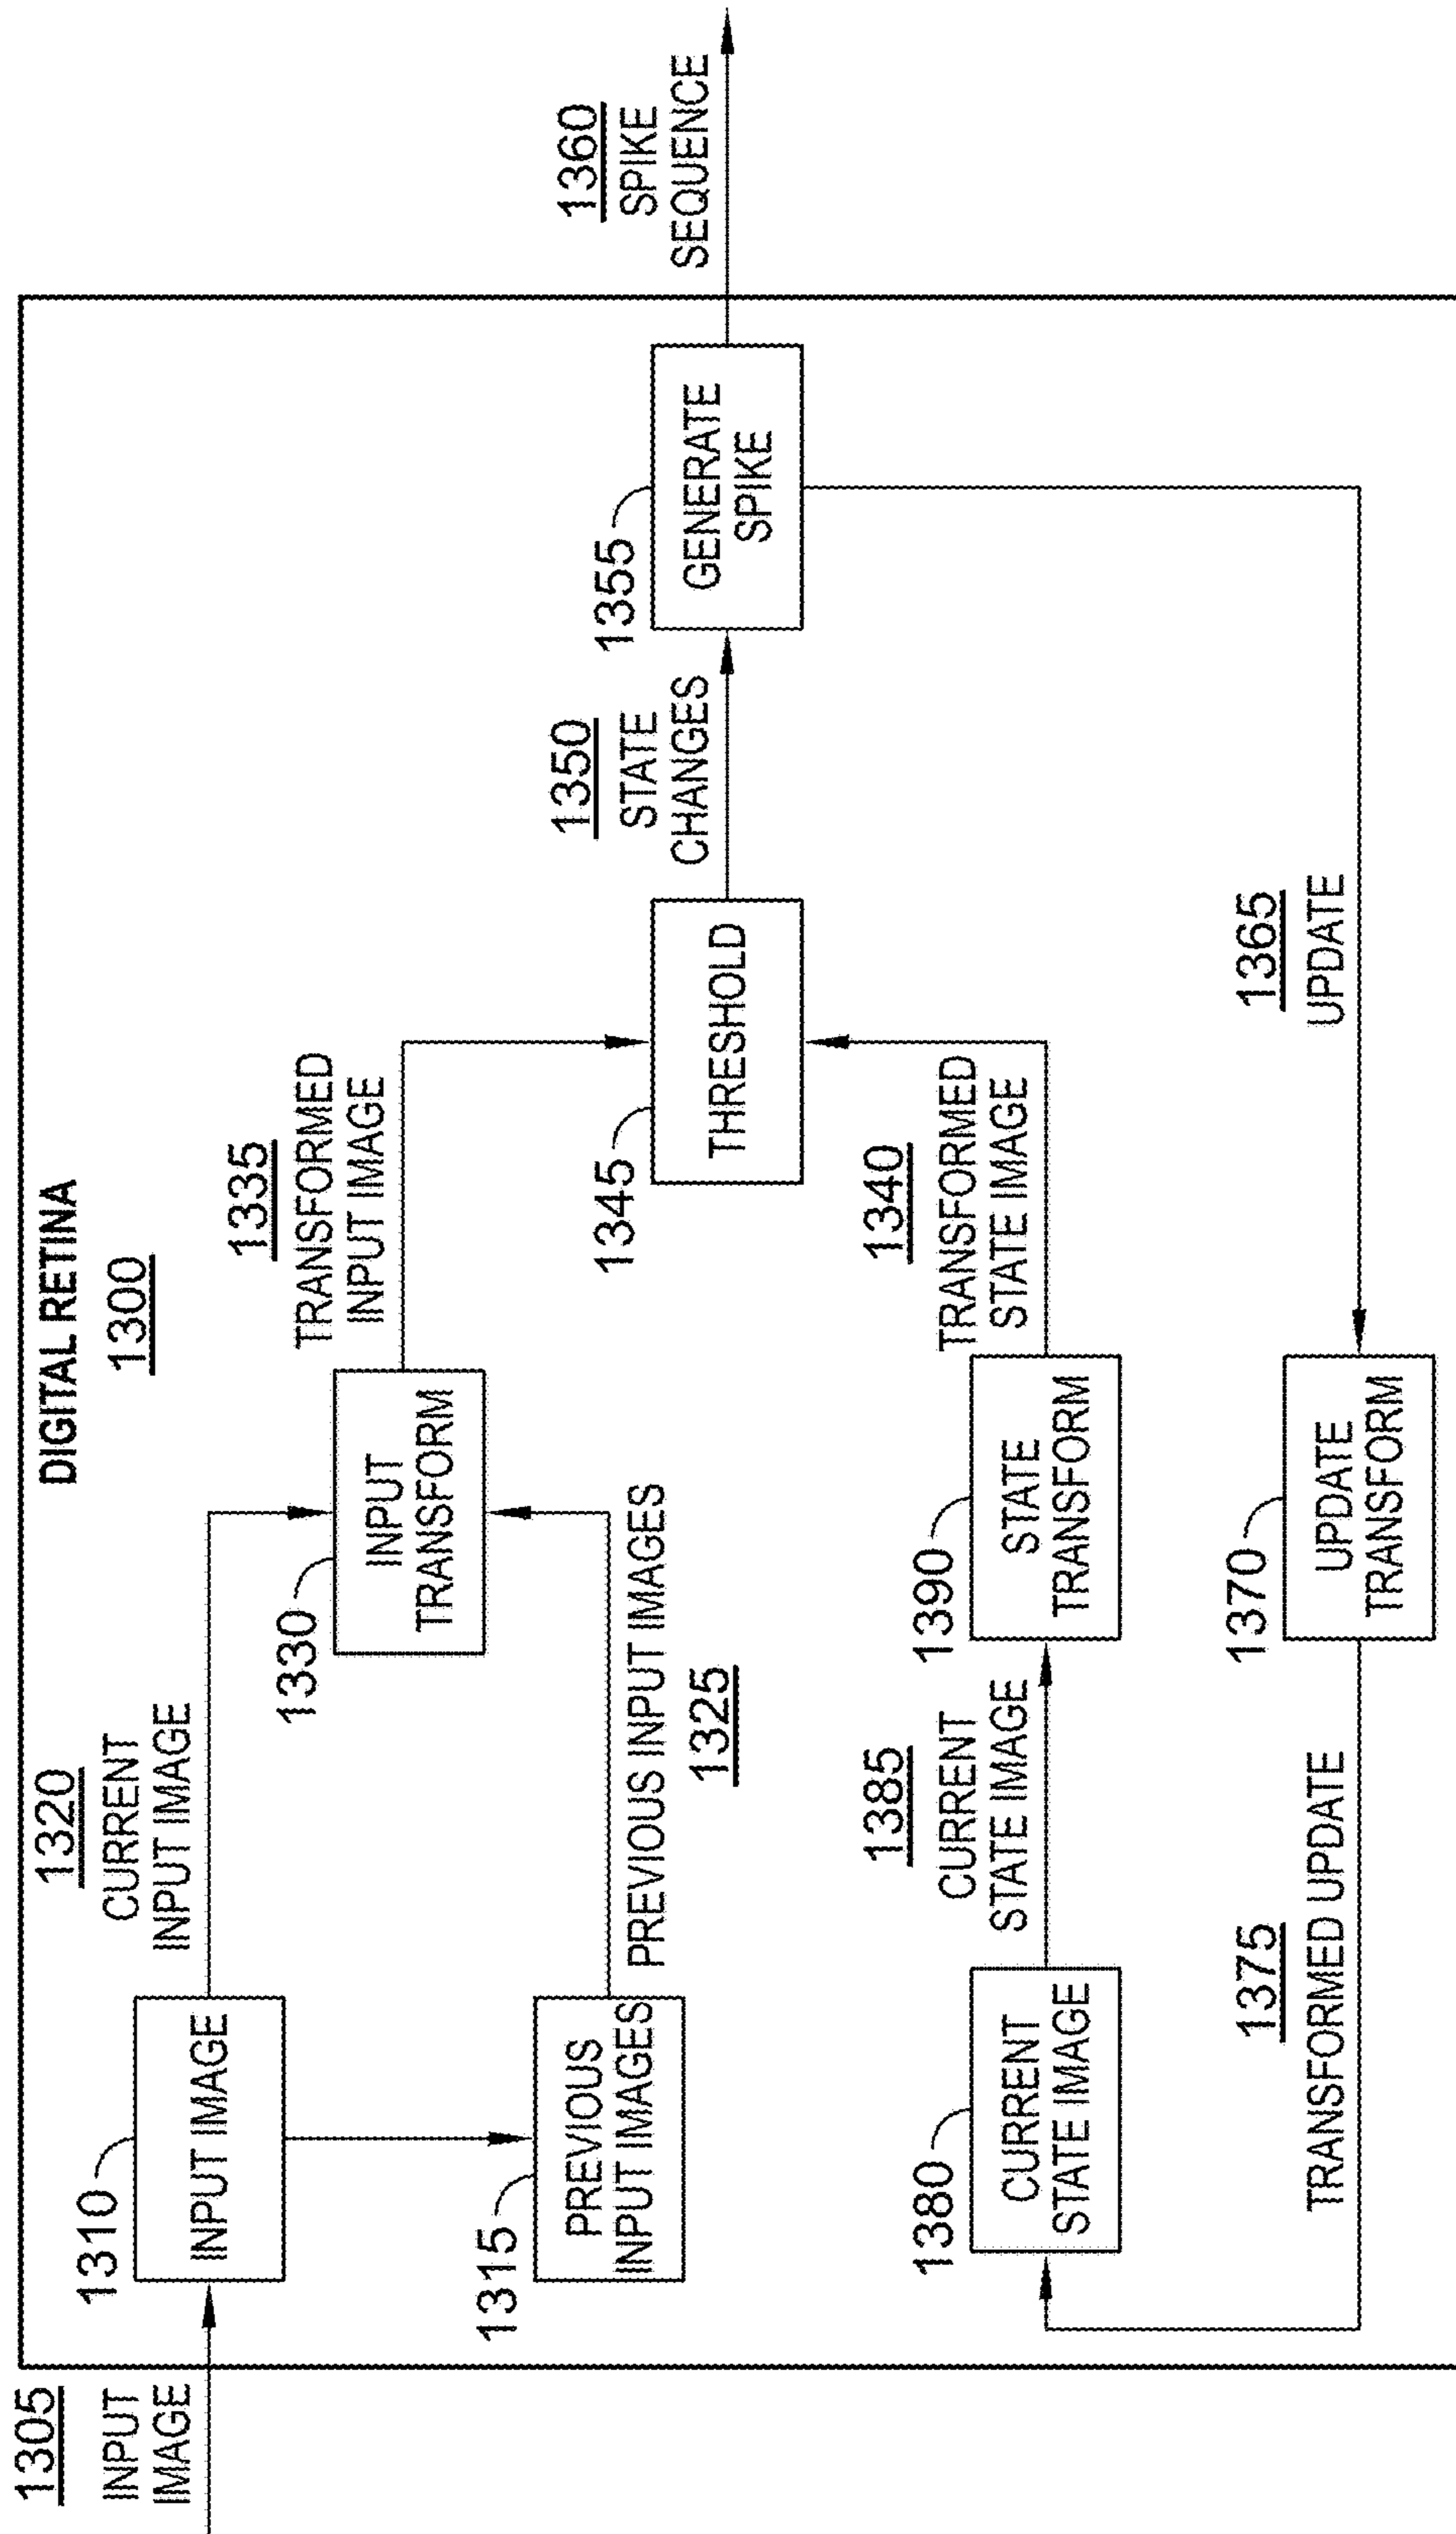 DIGITAL RETINA
1300
1305
INPUT
IMAGE
1310
INPUT IMAGE
1315
PREVIOUS
INPUT IMAGES
1320
CURRENT
INPUT IMAGE
PREVIOUS INPUT IMAGES
1325
1330
INPUT
TRANSFORM
1335
TRANSFORMED
INPUT IMAGE
1345
THRESHOLD
1340
TRANSFORMED
STATE IMAGE
1350
STATE
CHANGES
1355
GENERATE
SPIKE
1360
SPIKE
SEQUENCE
1380
CURRENT
STATE IMAGE
1385
CURRENT
STATE IMAGE
1390
STATE
TRANSFORM
1375
TRANSFORMED UPDATE
1370
UPDATE
TRANSFORM
1365
UPDATE